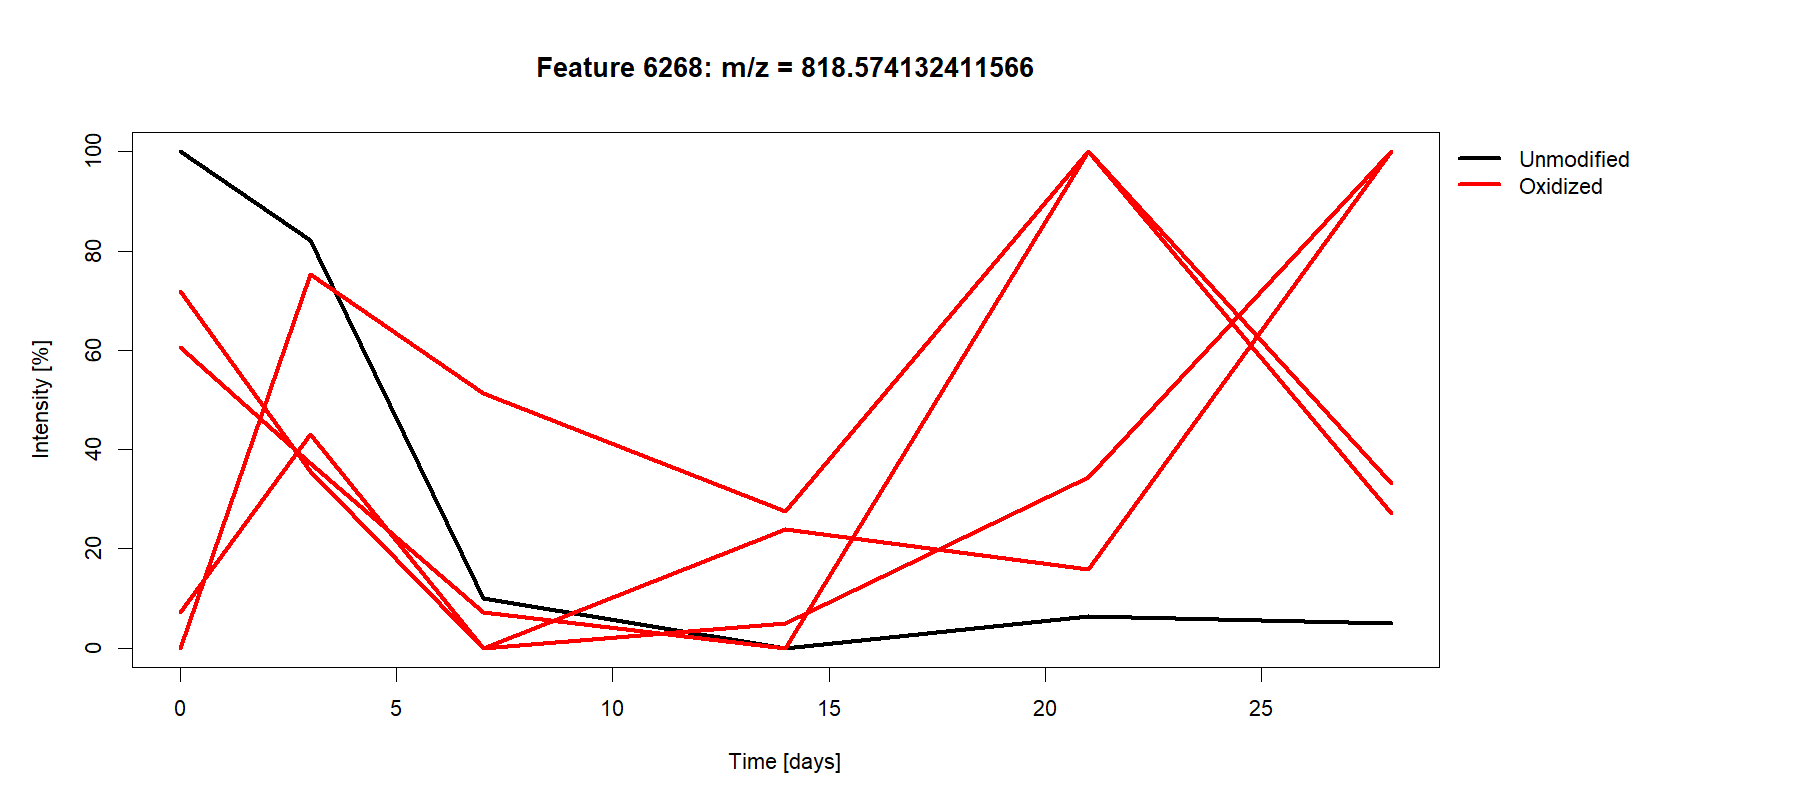 Feature 6268: m/z = 818.574132411566
Unmodified
Oxidized
100
80
60
40
20
0
Intensity [%]
0 5 10 15 20 25
Time [days]